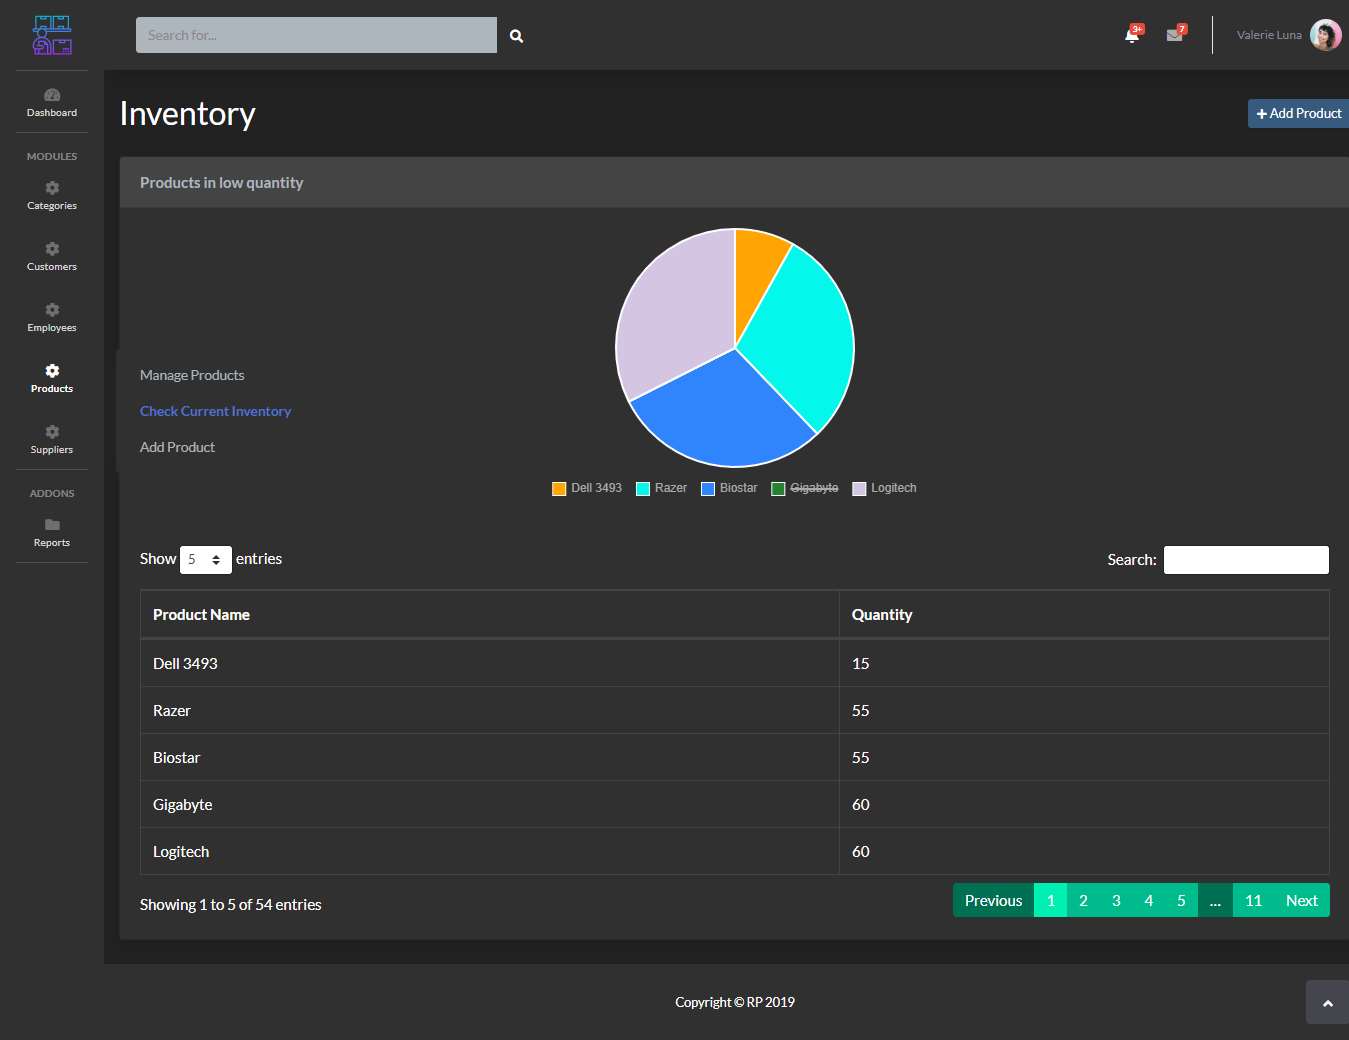 Search for...
3+
7
Valerie Luna
Dashboard
MODULES
Categories
Customers
Employees
Products
Suppliers
ADDONS
Reports
Inventory
Add Product
Products in low quantity
Manage Products
Check Current Inventory
Add Product
Dell 3493 Razer Biostar Gigabyte Logitech
Show 5 entries
Search:
Product Name Quantity
Dell 3493 15
Razer 55
Biostar 55
Gigabyte 60
Logitech 60
Showing 1 to 5 of 54 entries
Previous 1 2 3 4 5 ... 11 Next
Copyright © RP 2019